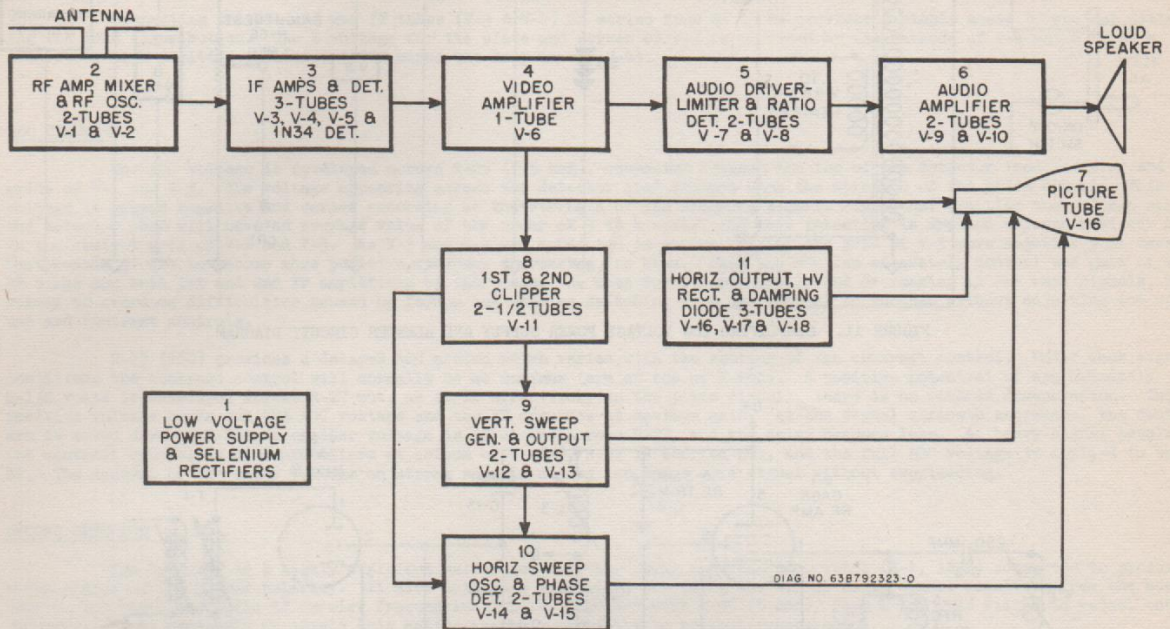 ANTENNA
2
RF AMP, MIXER
& RF OSC.
2-TUBES
V-1 & V-2
3
IF AMPS & DET.
3-TUBES
V-3, V-4, V-5 &
1N34 DET.
4
VIDEO
AMPLIFIER
1-TUBE
V-6
5
AUDIO DRIVER-
LIMITER & RATIO
DET. 2-TUBES
V-7 & V-8
6
AUDIO
AMPLIFIER
2-TUBES
V-9 & V-10
LOUD
SPEAKER
7
PICTURE
TUBE
V-16
8
1ST & 2ND
CLIPPER
2-1/2 TUBES
V-11
11
HORIZ. OUTPUT, HV
RECT. & DAMPING
DIODE 3-TUBES
V-16, V-17 & V-18
1
LOW VOLTAGE
POWER SUPPLY
& SELENIUM
RECTIFIERS
9
VERT. SWEEP
GEN. & OUTPUT
2-TUBES
V-12 & V-13
10
HORIZ SWEEP
OSC. & PHASE
DET. 2-TUBES
V-14 & V-15
DIAG. NO. 638792323-0